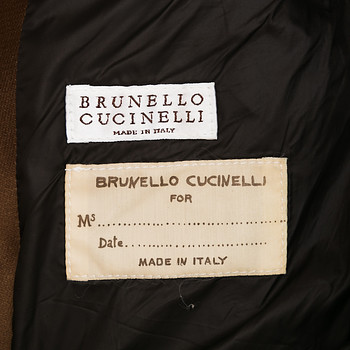 BRUNELLO
CUCINELLI
MADE IN ITALY
BRUNELLO CUCINELLI
FOR
Ms..............................
Date..............................
MADE IN ITALY